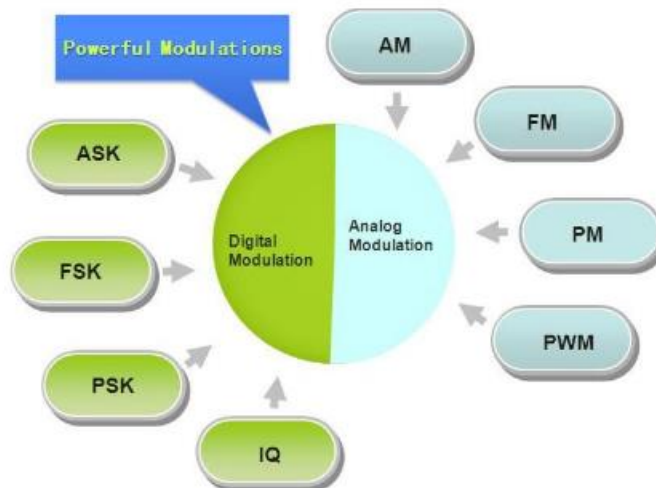 Powerful Modulations
AM
FM
ASK
Digital
Modulation
Analog
Modulation
PM
FSK
PWM
PSK
IQ